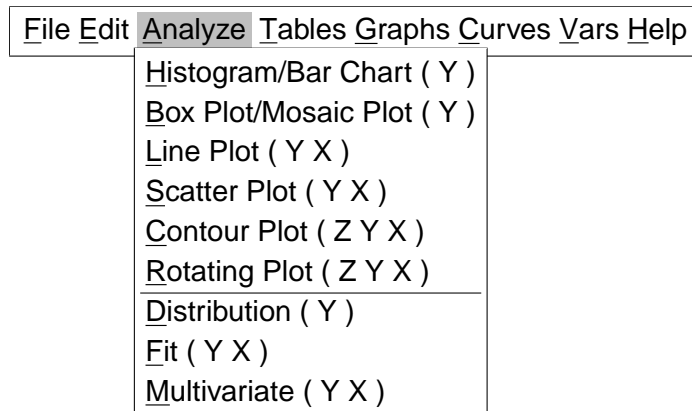 File Edit Analyze Tables Graphs Curves Vars Help
Histogram/Bar Chart ( Y )
Box Plot/Mosaic Plot ( Y )
Line Plot ( Y X )
Scatter Plot ( Y X )
Contour Plot ( Z Y X )
Rotating Plot ( Z Y X )
Distribution ( Y )
Fit ( Y X )
Multivariate ( Y X )